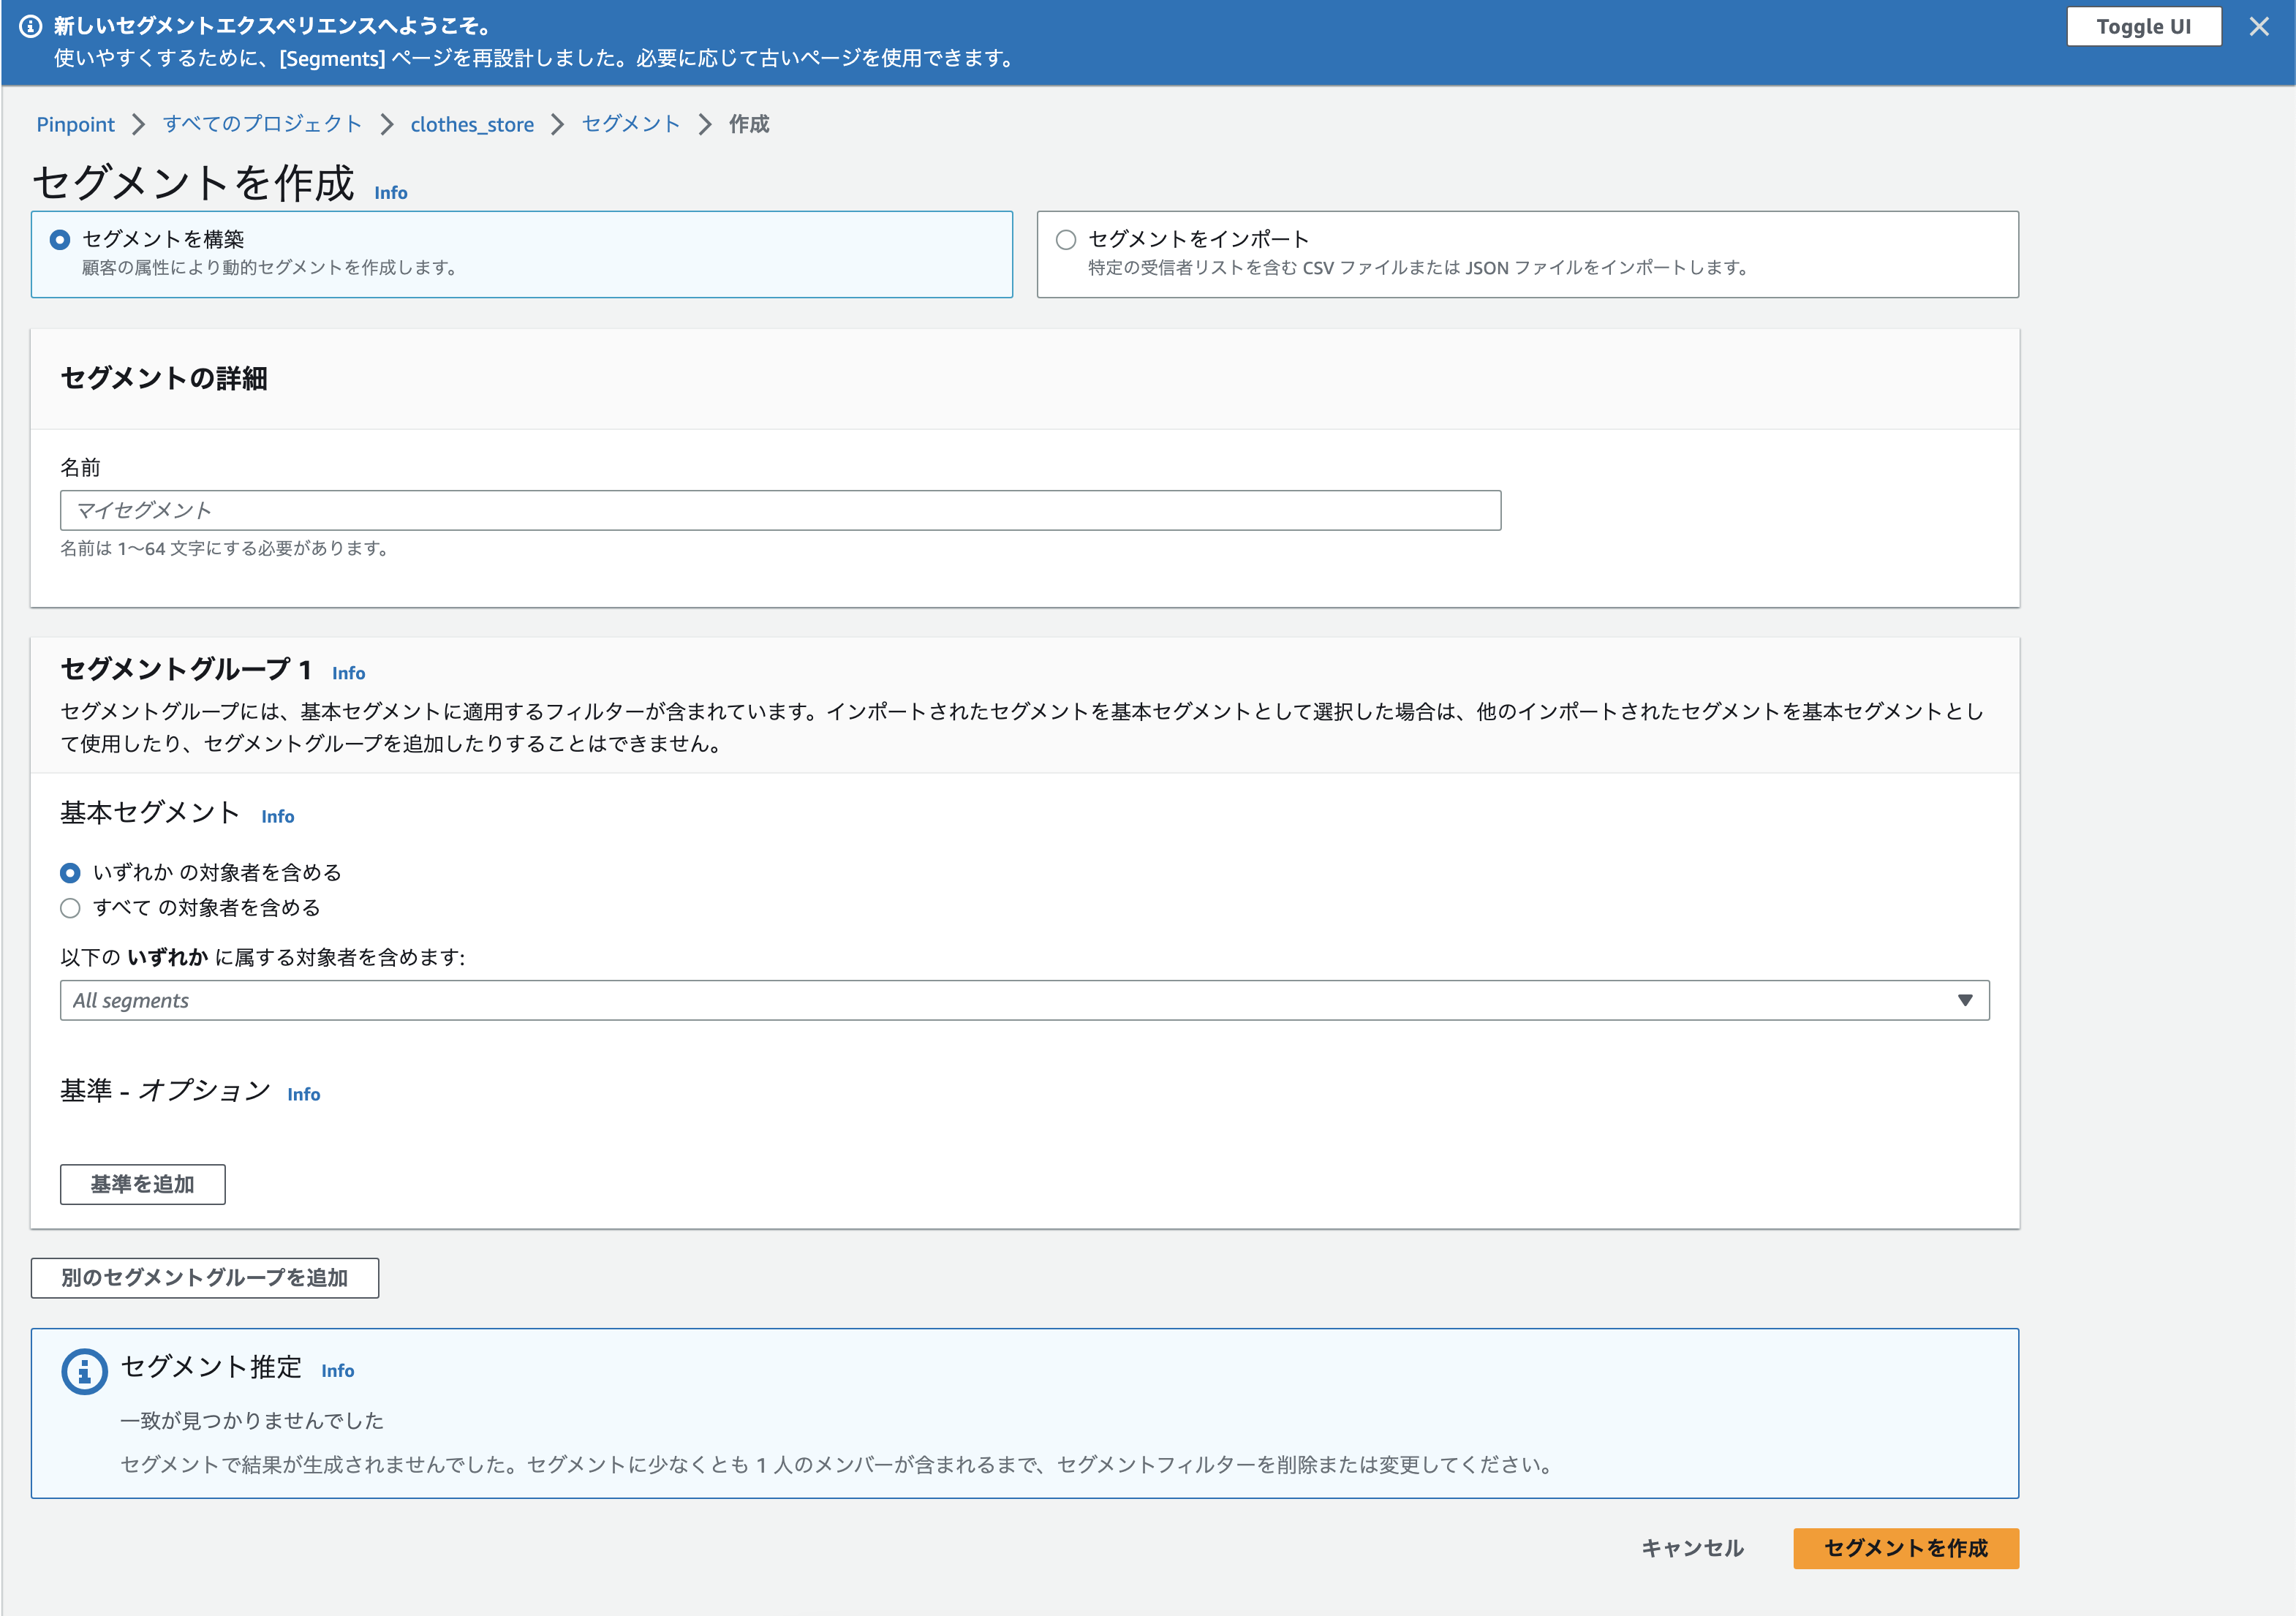 新しいセグメントエクスペリエンスへようこそ。
使いやすくするために、[Segments] ページを再設計しました。必要に応じて古いページを使用できます。
Toggle UI
Pinpoint
すべてのプロジェクト
clothes_store
セグメント
作成
セグメントを作成 Info
セグメントを構築
顧客の属性により動的セグメントを作成します。
セグメントをインポート
特定の受信者リストを含む CSV ファイルまたは JSON ファイルをインポートします。
セグメントの詳細
名前
マイセグメント
名前は 1〜64 文字にする必要があります。
セグメントグループ 1 Info
セグメントグループには、基本セグメントに適用するフィルターが含まれています。インポートされたセグメントを基本セグメントとして選択した場合は、他のインポートされたセグメントを基本セグメントとし
て使用したり、セグメントグループを追加したりすることはできません。
基本セグメント Info
いずれか の対象者を含める
すべて の対象者を含める
以下の いずれか に属する対象者を含めます:
All segments
基準 - オプション Info
基準を追加
別のセグメントグループを追加
セグメント推定 Info
一致が見つかりませんでした
セグメントで結果が生成されませんでした。セグメントに少なくとも 1 人のメンバーが含まれるまで、セグメントフィルターを削除または変更してください。
キャンセル
セグメントを作成